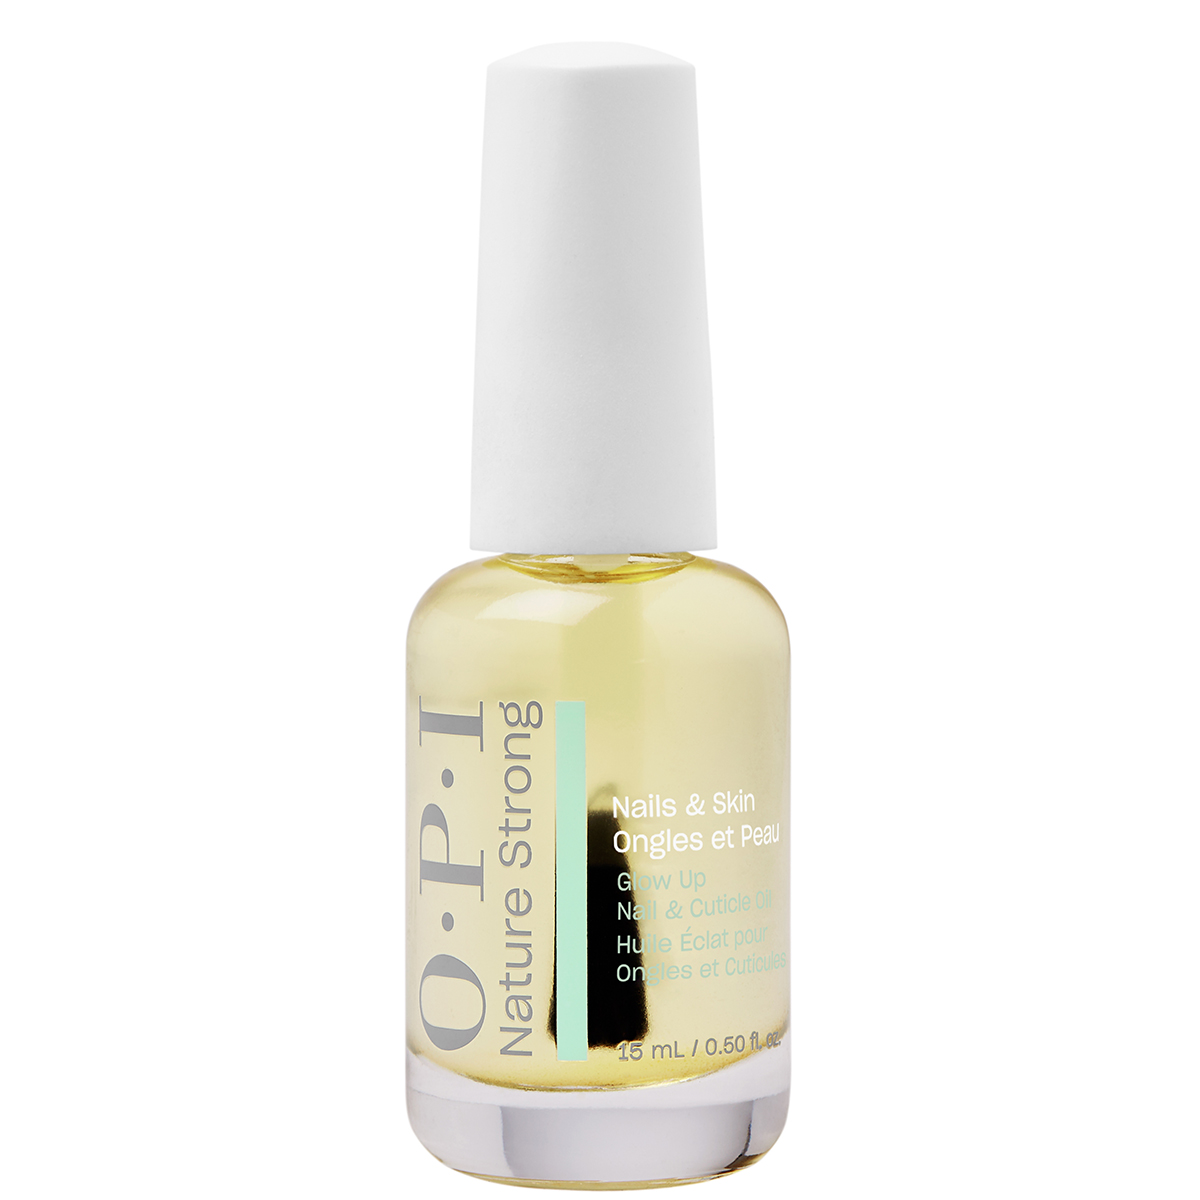 O·P·I
Nature Strong
Nails & Skin
Ongles et Peau
Glow Up
Nail & Cuticle Oil
Huile Éclat pour
Ongles et Cuticules
15 mL / 0.50 fl. oz.